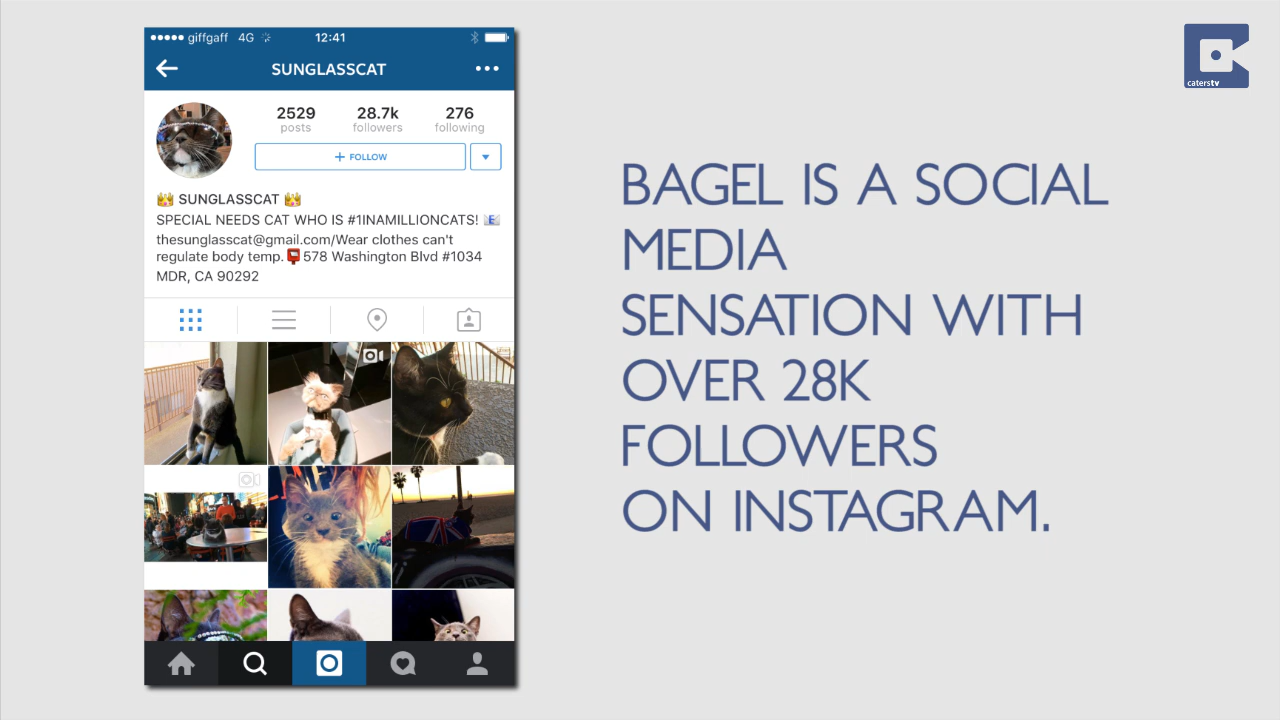 giffgaff 4G 12:41
SUNGLASSCAT
2529 28.7k 276
posts followers following
+ FOLLOW
👑 SUNGLASSCAT 👑
SPECIAL NEEDS CAT WHO IS #1INAMILLIONCATS! 📧
thesunglasscat@gmail.com/Wear clothes can't
regulate body temp. 📮 578 Washington Blvd #1034
MDR, CA 90292
caterstv
BAGEL IS A SOCIAL
MEDIA
SENSATION WITH
OVER 28K
FOLLOWERS
ON INSTAGRAM.